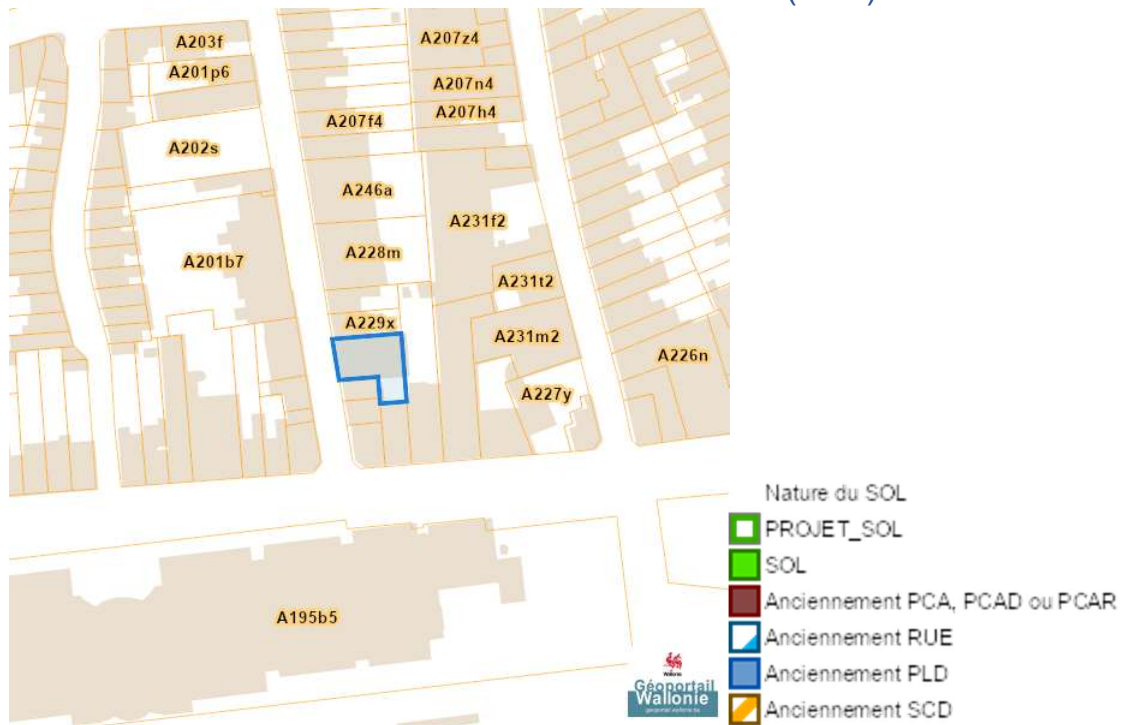 A203f
A207z4
A201p6
A207n4
A207f4
A207h4
A202s
A246a
A231f2
A201b7
A228m
A231t2
A229x
A231m2
A226n
A227y
Nature du SOL
PROJET_SOL
SOL
Anciennement PCA, PCAD ou PCAR
Anciennement RUE
A195b5
Wallonie
Géoportail
Wallonie
Anciennement PLD
Anciennement SCD